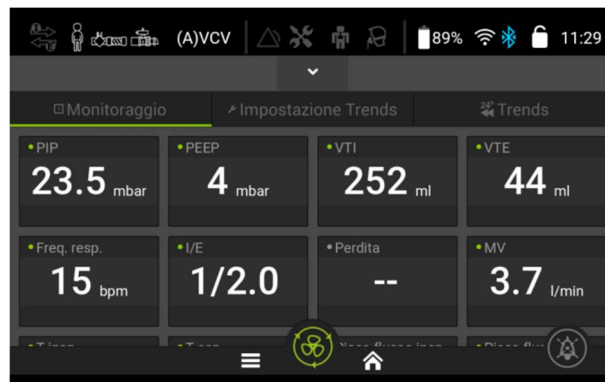 (A)VCV 89% 11:29
Monitoraggio Impostazione Trends 24h Trends
PIP PEEP VTI VTE
23.5 mbar 4 mbar 252 ml 44 ml
Freq. resp. I/E Perdita MV
15 bpm 1/2.0 -- 3.7 l/min